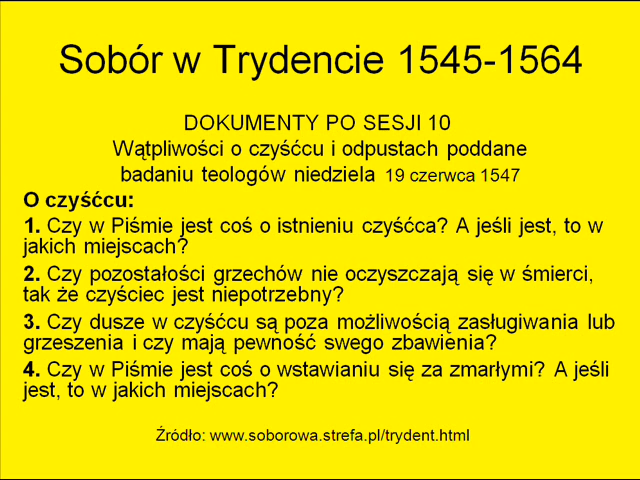 Sobór w Trydencie 1545-1564
DOKUMENTY PO SESJI 10
Wątpliwości o czyśćcu i odpustach poddane
badaniu teologów niedziela 19 czerwca 1547
O czyśćcu:
1. Czy w Piśmie jest coś o istnieniu czyśćca? A jeśli jest, to w
jakich miejscach?
2. Czy pozostałości grzechów nie oczyszczają się w śmierci,
tak że czyściec jest niepotrzebny?
3. Czy dusze w czyśćcu są poza możliwością zasługiwania lub
grzeszenia i czy mają pewność swego zbawienia?
4. Czy w Piśmie jest coś o wstawianiu się za zmarłymi? A jeśli
jest, to w jakich miejscach?
Źródło: www.soborowa.strefa.pl/trydent.html